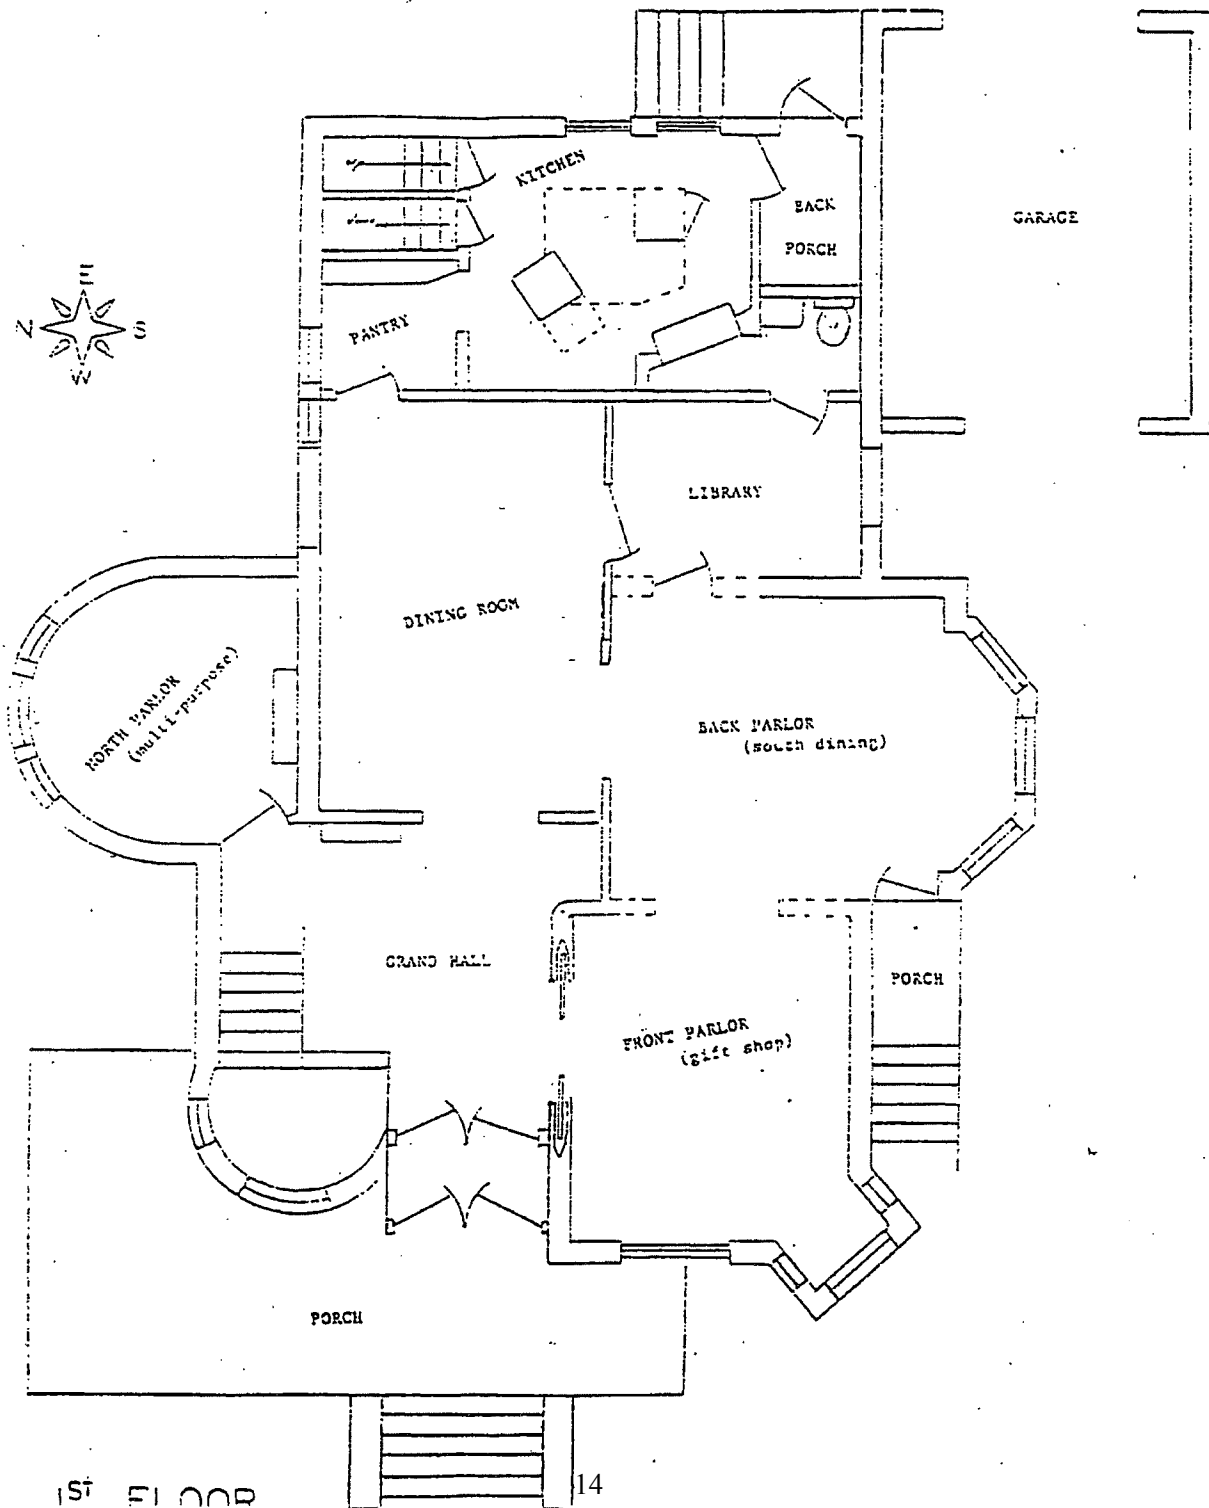 KITCHEN
BACK
PORCH
GARAGE
E
N S
W
PANTRY
LIBRARY
DINING ROOM
NORTH PARLOR
(multi-purpose)
BACK PARLOR
(south dining)
GRAND HALL
PORCH
FRONT PARLOR
(gift shop)
PORCH
1ST FLOOR
14